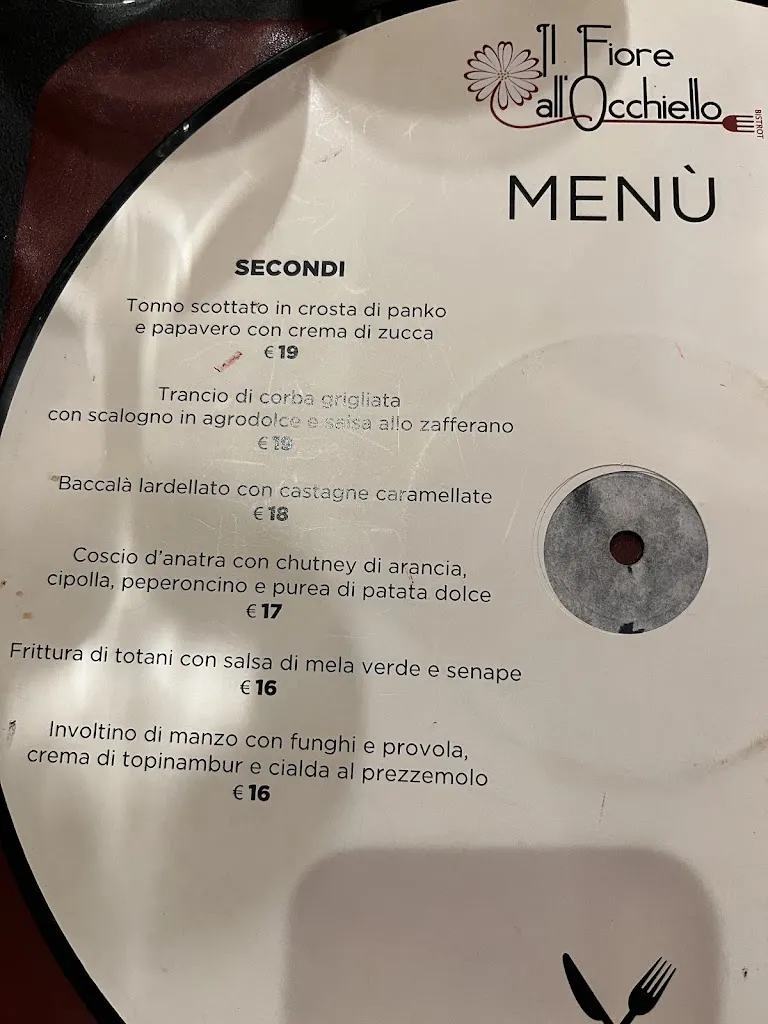 Il Fiore
all'Occhiello
BISTROT
MENÙ
SECONDI
Tonno scottato in crosta di panko
e papavero con crema di zucca
€ 19
Trancio di corba grigliata
con scalogno in agrodolce e salsa allo zafferano
€ 19
Baccalà lardellato con castagne caramellate
€ 18
Coscio d'anatra con chutney di arancia,
cipolla, peperoncino e purea di patata dolce
€ 17
Frittura di totani con salsa di mela verde e senape
€ 16
Involtino di manzo con funghi e provola,
crema di topinambur e cialda al prezzemolo
€ 16